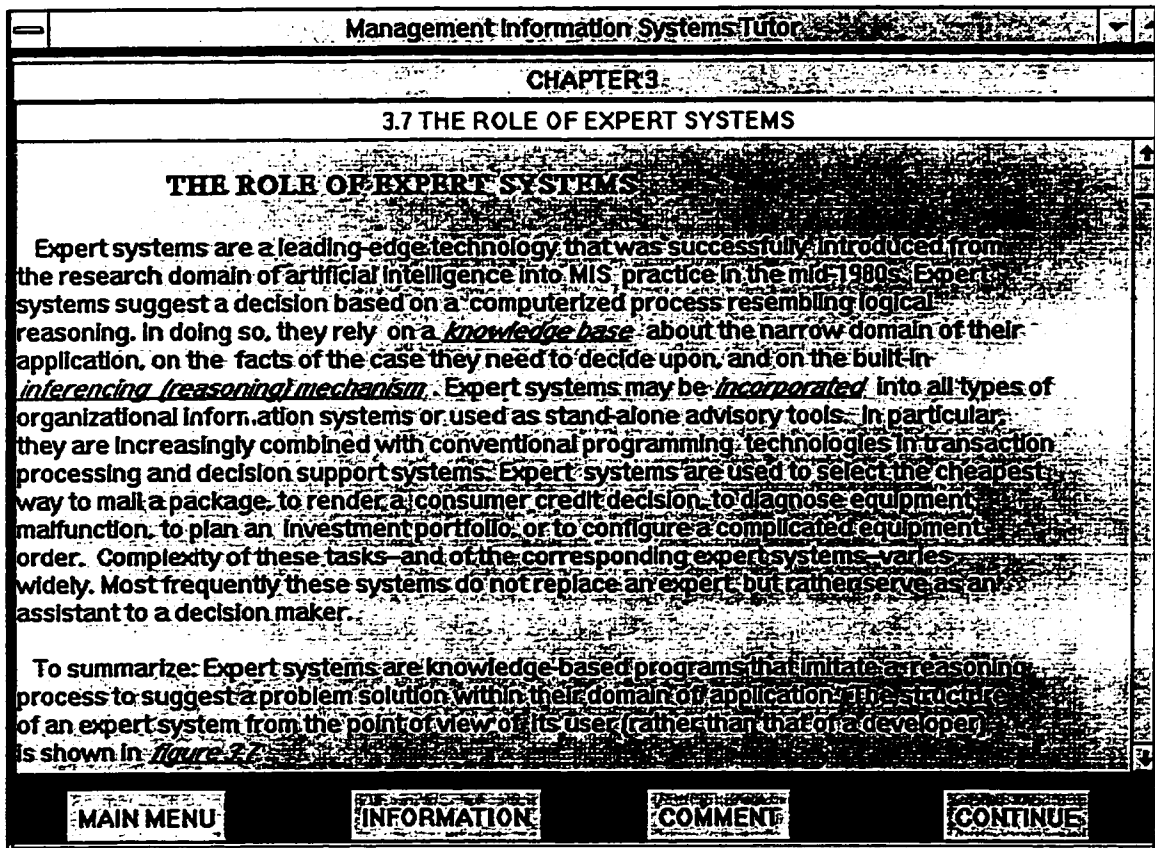 Management Information Systems Tutor
CHAPTER 3
3.7 THE ROLE OF EXPERT SYSTEMS
THE ROLE OF EXPERT SYSTEMS
Expert systems are a leading-edge technology that was successfully introduced from
the research domain of artificial intelligence into MIS practice in the mid-1980s. Expert
systems suggest a decision based on a computerized process resembling logical
reasoning. In doing so, they rely on a knowledge base about the narrow domain of their
application, on the facts of the case they need to decide upon, and on the built-in
inferencing (reasoning) mechanism. Expert systems may be incorporated into all types of
organizational information systems or used as stand-alone advisory tools. In particular,
they are increasingly combined with conventional programming technologies in transaction
processing and decision support systems. Expert systems are used to select the cheapest
way to mail a package, to render a consumer credit decision, to diagnose equipment
malfunction, to plan an investment portfolio, or to configure a complicated equipment
order. Complexity of these tasks—and of the corresponding expert systems—varies
widely. Most frequently these systems do not replace an expert, but rather serve as an
assistant to a decision maker.
To summarize: Expert systems are knowledge-based programs that imitate a reasoning
process to suggest a problem solution within their domain of application. The structure
of an expert system from the point of view of its user (rather than that of a developer)
is shown in figure
MAIN MENU INFORMATION COMMENT CONTINUE